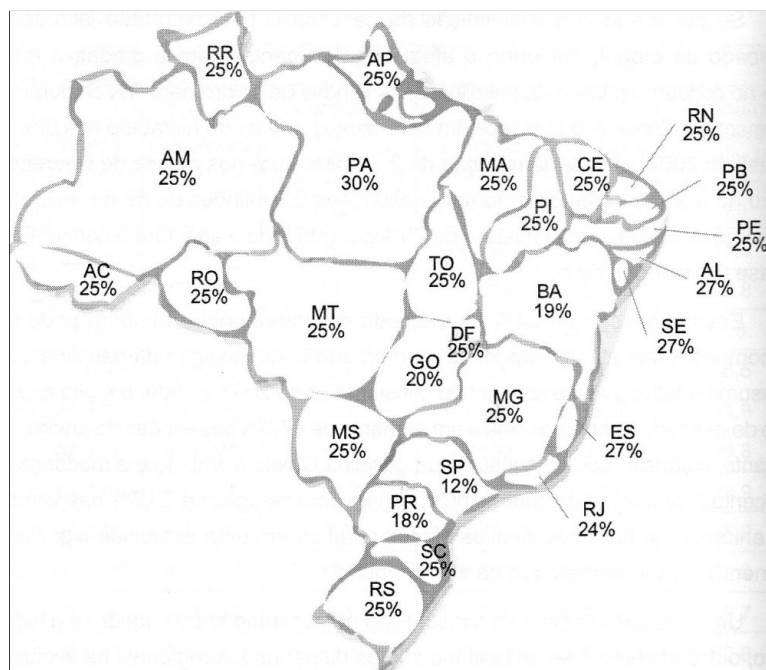 RR
25%
AP
25%
AM
25%
PA
30%
MA
25%
CE
25%
RN
25%
PB
25%
PI
25%
PE
25%
AC
25%
RO
25%
TO
25%
AL
27%
MT
25%
BA
19%
SE
27%
DF
25%
GO
20%
MG
25%
ES
27%
MS
25%
SP
12%
RJ
24%
PR
18%
SC
25%
RS
25%